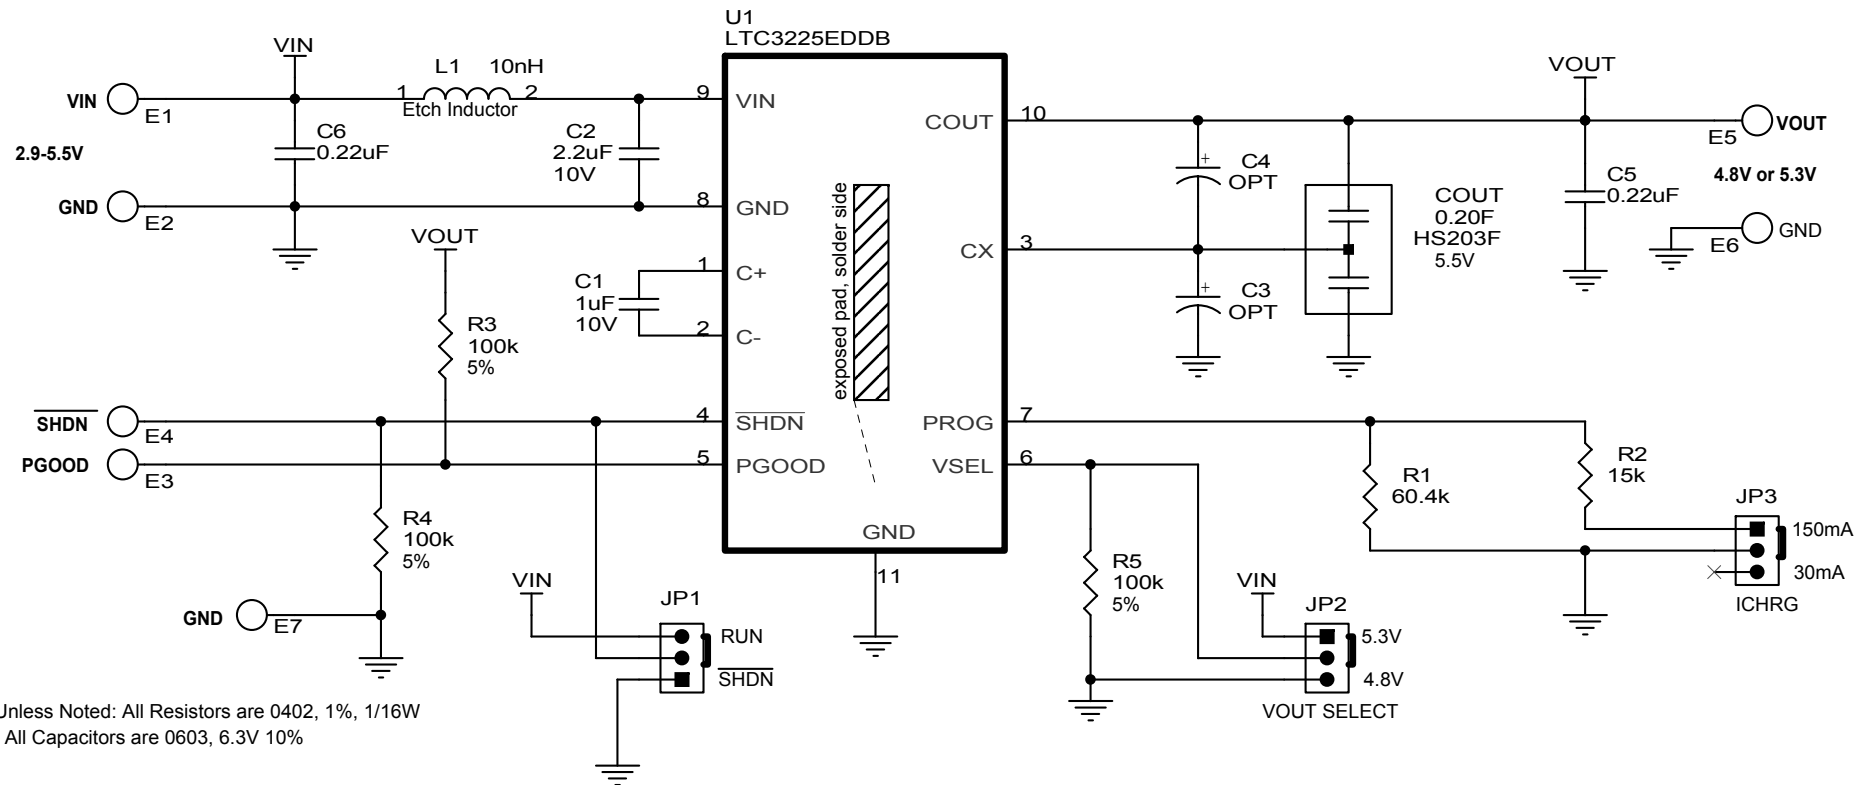 U1
LTC3225EDDB
VIN
L1 10nH
1 2
Etch Inductor
VIN
E1
2.9-5.5V
C6
0.22uF
C2
2.2uF
10V
GND
E2
9 VIN
8 GND
1 C+
2 C-
4 SHDN
5 PGOOD
GND
11
exposed pad, solder side
COUT 10
CX 3
PROG 7
VSEL 6
VOUT
R3
100k
5%
C1
1uF
10V
SHDN
E4
PGOOD
E3
R4
100k
5%
GND
E7
VIN
JP1
RUN
SHDN
+
C4
OPT
+
C3
OPT
COUT
0.20F
HS203F
5.5V
VOUT
E5
VOUT
4.8V or 5.3V
C5
0.22uF
E6
GND
R1
60.4k
R2
15k
JP3
150mA
30mA
ICHRG
R5
100k
5%
VIN
JP2
5.3V
4.8V
VOUT SELECT
Unless Noted: All Resistors are 0402, 1%, 1/16W
All Capacitors are 0603, 6.3V 10%